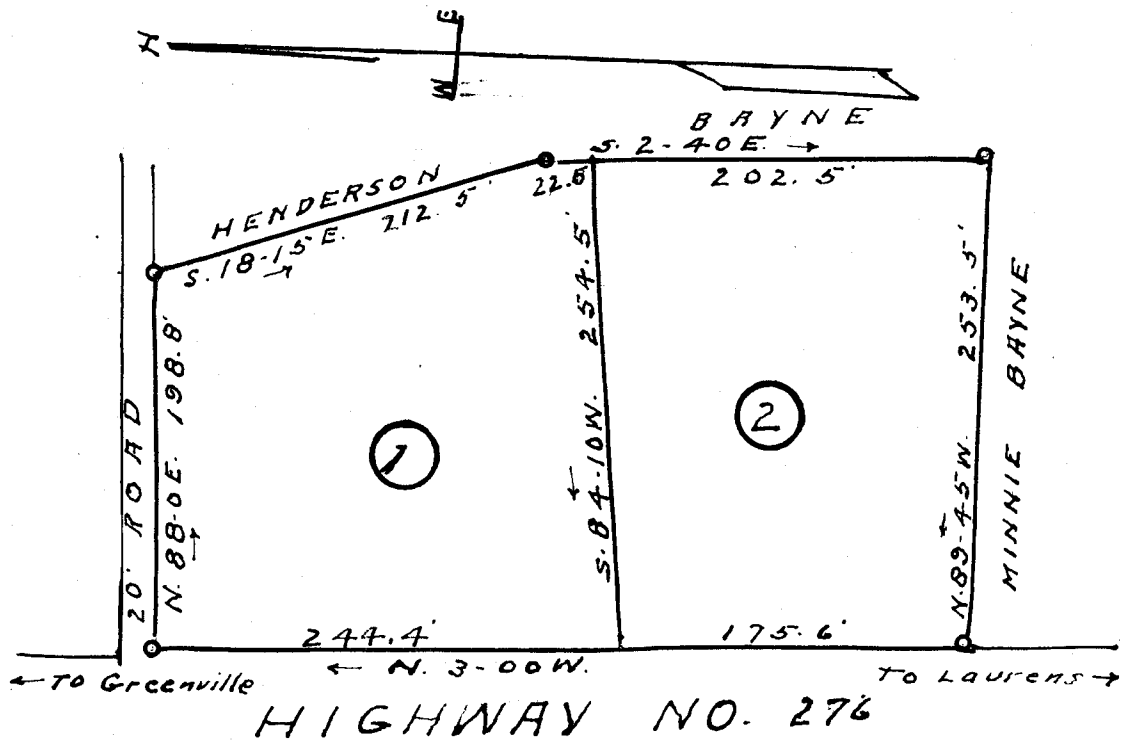 E
W
BAYNE
S. 2-40 E. →
22.5
202.5'
HENDERSON
212.5'
S. 18-15 E. →
20' ROAD
N. 88-0 E. 198.8' →
1
S. 84-10 W. 254.5' ←
2
N. 89-45 W. 253.5' ←
MINNIE BAYNE
244.4'
175.6'
← N. 3-00 W.
← TO Greenville
TO Laurens →
HIGHWAY NO. 276